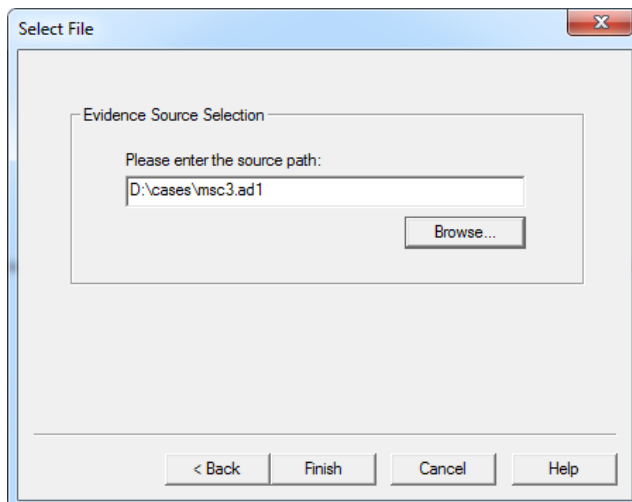 Select File
Evidence Source Selection
Please enter the source path:
D:\cases\msc3.ad1
Browse...
< Back Finish Cancel Help